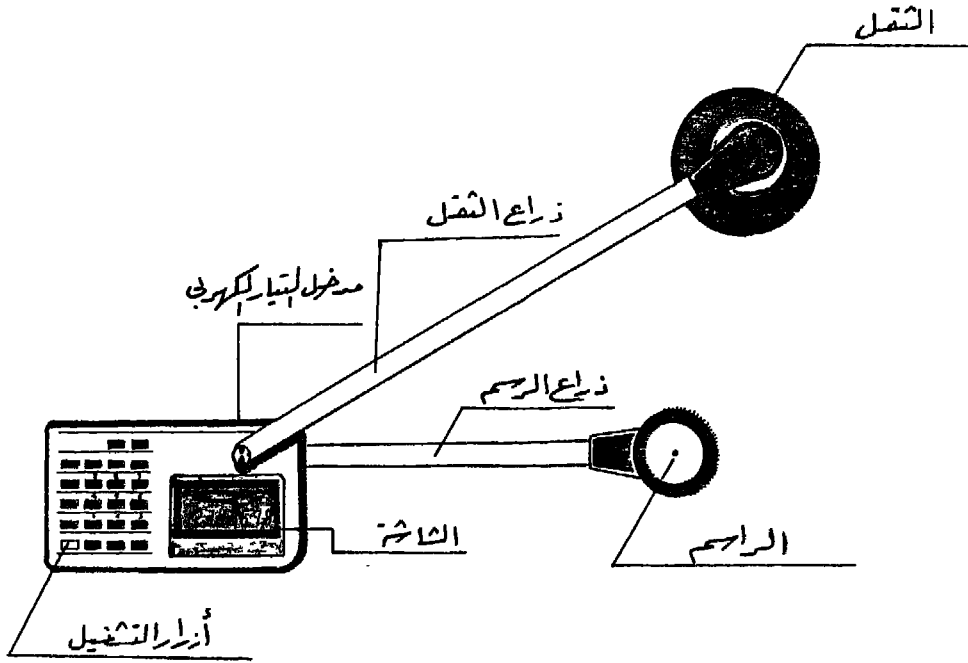 الثقل
ذراع الثقل
مدخل التيار الكهربي
ذراع الرسم
الشاشة
الراسم
أزرار التشغيل